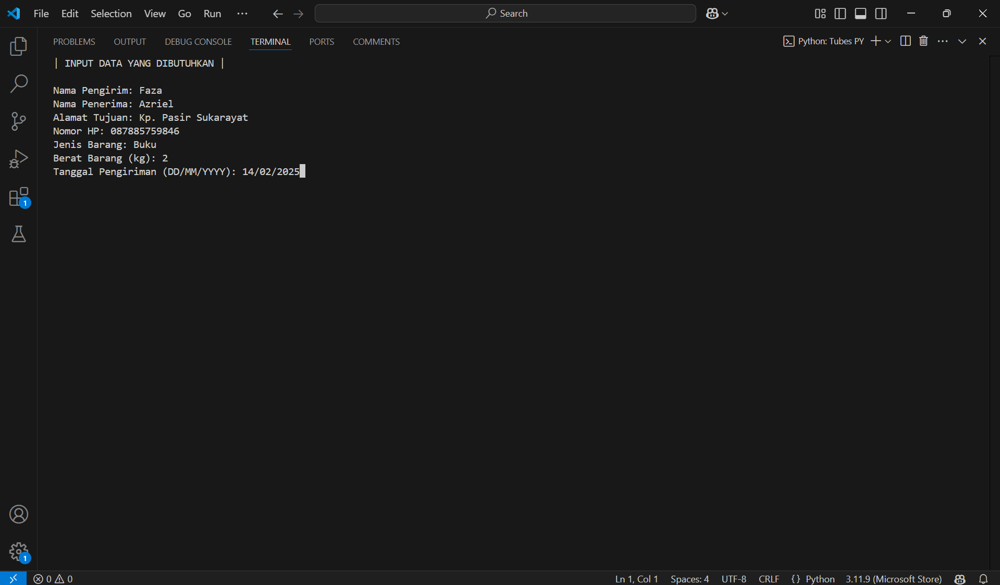 File Edit Selection View Go Run ··· Search
PROBLEMS OUTPUT DEBUG CONSOLE TERMINAL PORTS COMMENTS Python: Tubes PY
| INPUT DATA YANG DIBUTUHKAN |
Nama Pengirim: Faza
Nama Penerima: Azriel
Alamat Tujuan: Kp. Pasir Sukarayat
Nomor HP: 087885759846
Jenis Barang: Buku
Berat Barang (kg): 2
Tanggal Pengiriman (DD/MM/YYYY): 14/02/2025
1
1
0 0 Ln 1, Col 1 Spaces: 4 UTF-8 CRLF {} Python 3.11.9 (Microsoft Store)